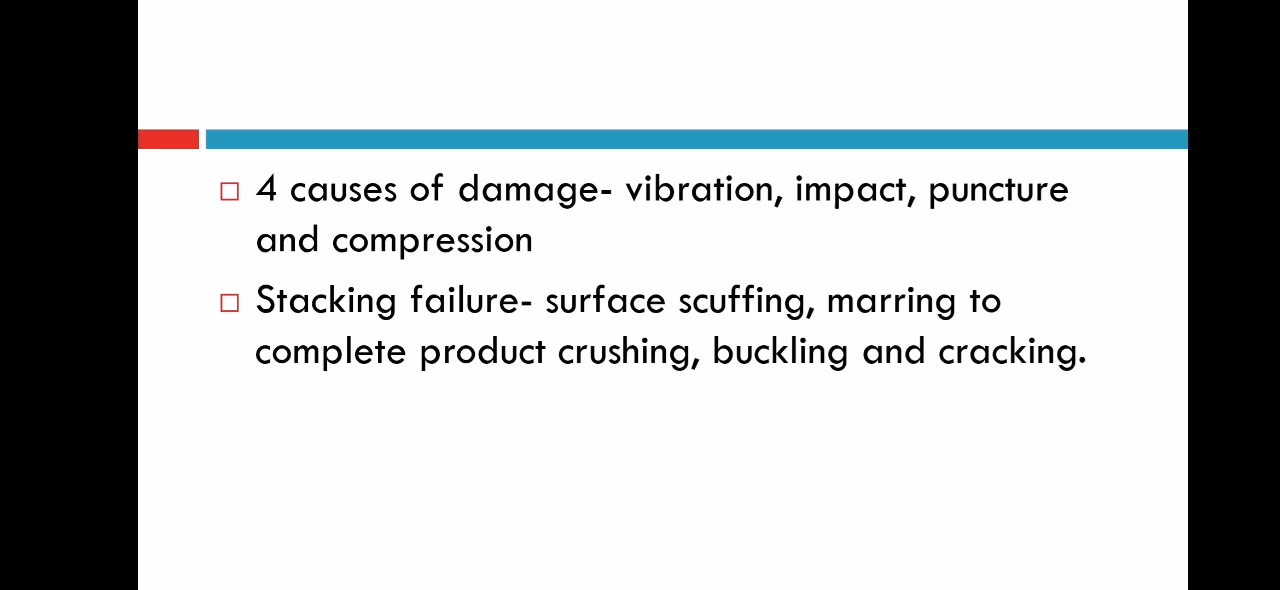 4 causes of damage- vibration, impact, puncture
and compression
Stacking failure- surface scuffing, marring to
complete product crushing, buckling and cracking.